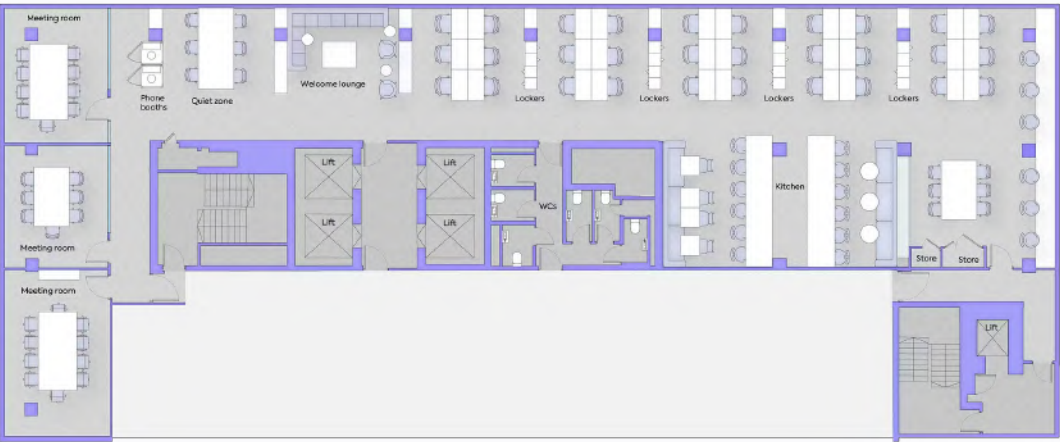 Meeting room
Phone
booths
Quiet zone
Welcome lounge
Lockers
Lockers
Lockers
Lockers
Lift
Lift
Lift
Lift
WCs
Kitchen
Meeting room
Store
Store
Meeting room
Lift